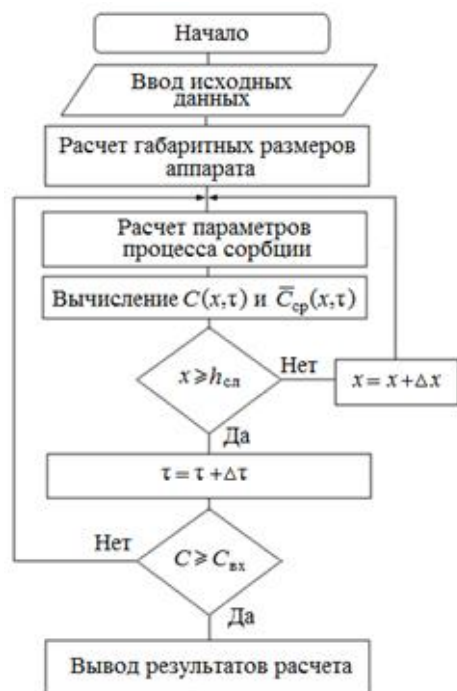 Начало
Ввод исходных
данных
Расчет габаритных размеров
аппарата
Расчет параметров
процесса сорбции
Вычисление C(x,τ) и C̅ср(x,τ)
x ⩾ hсл
Нет
x = x + Δx
Да
τ = τ + Δτ
Нет
C ⩾ Cвх
Да
Вывод результатов расчета